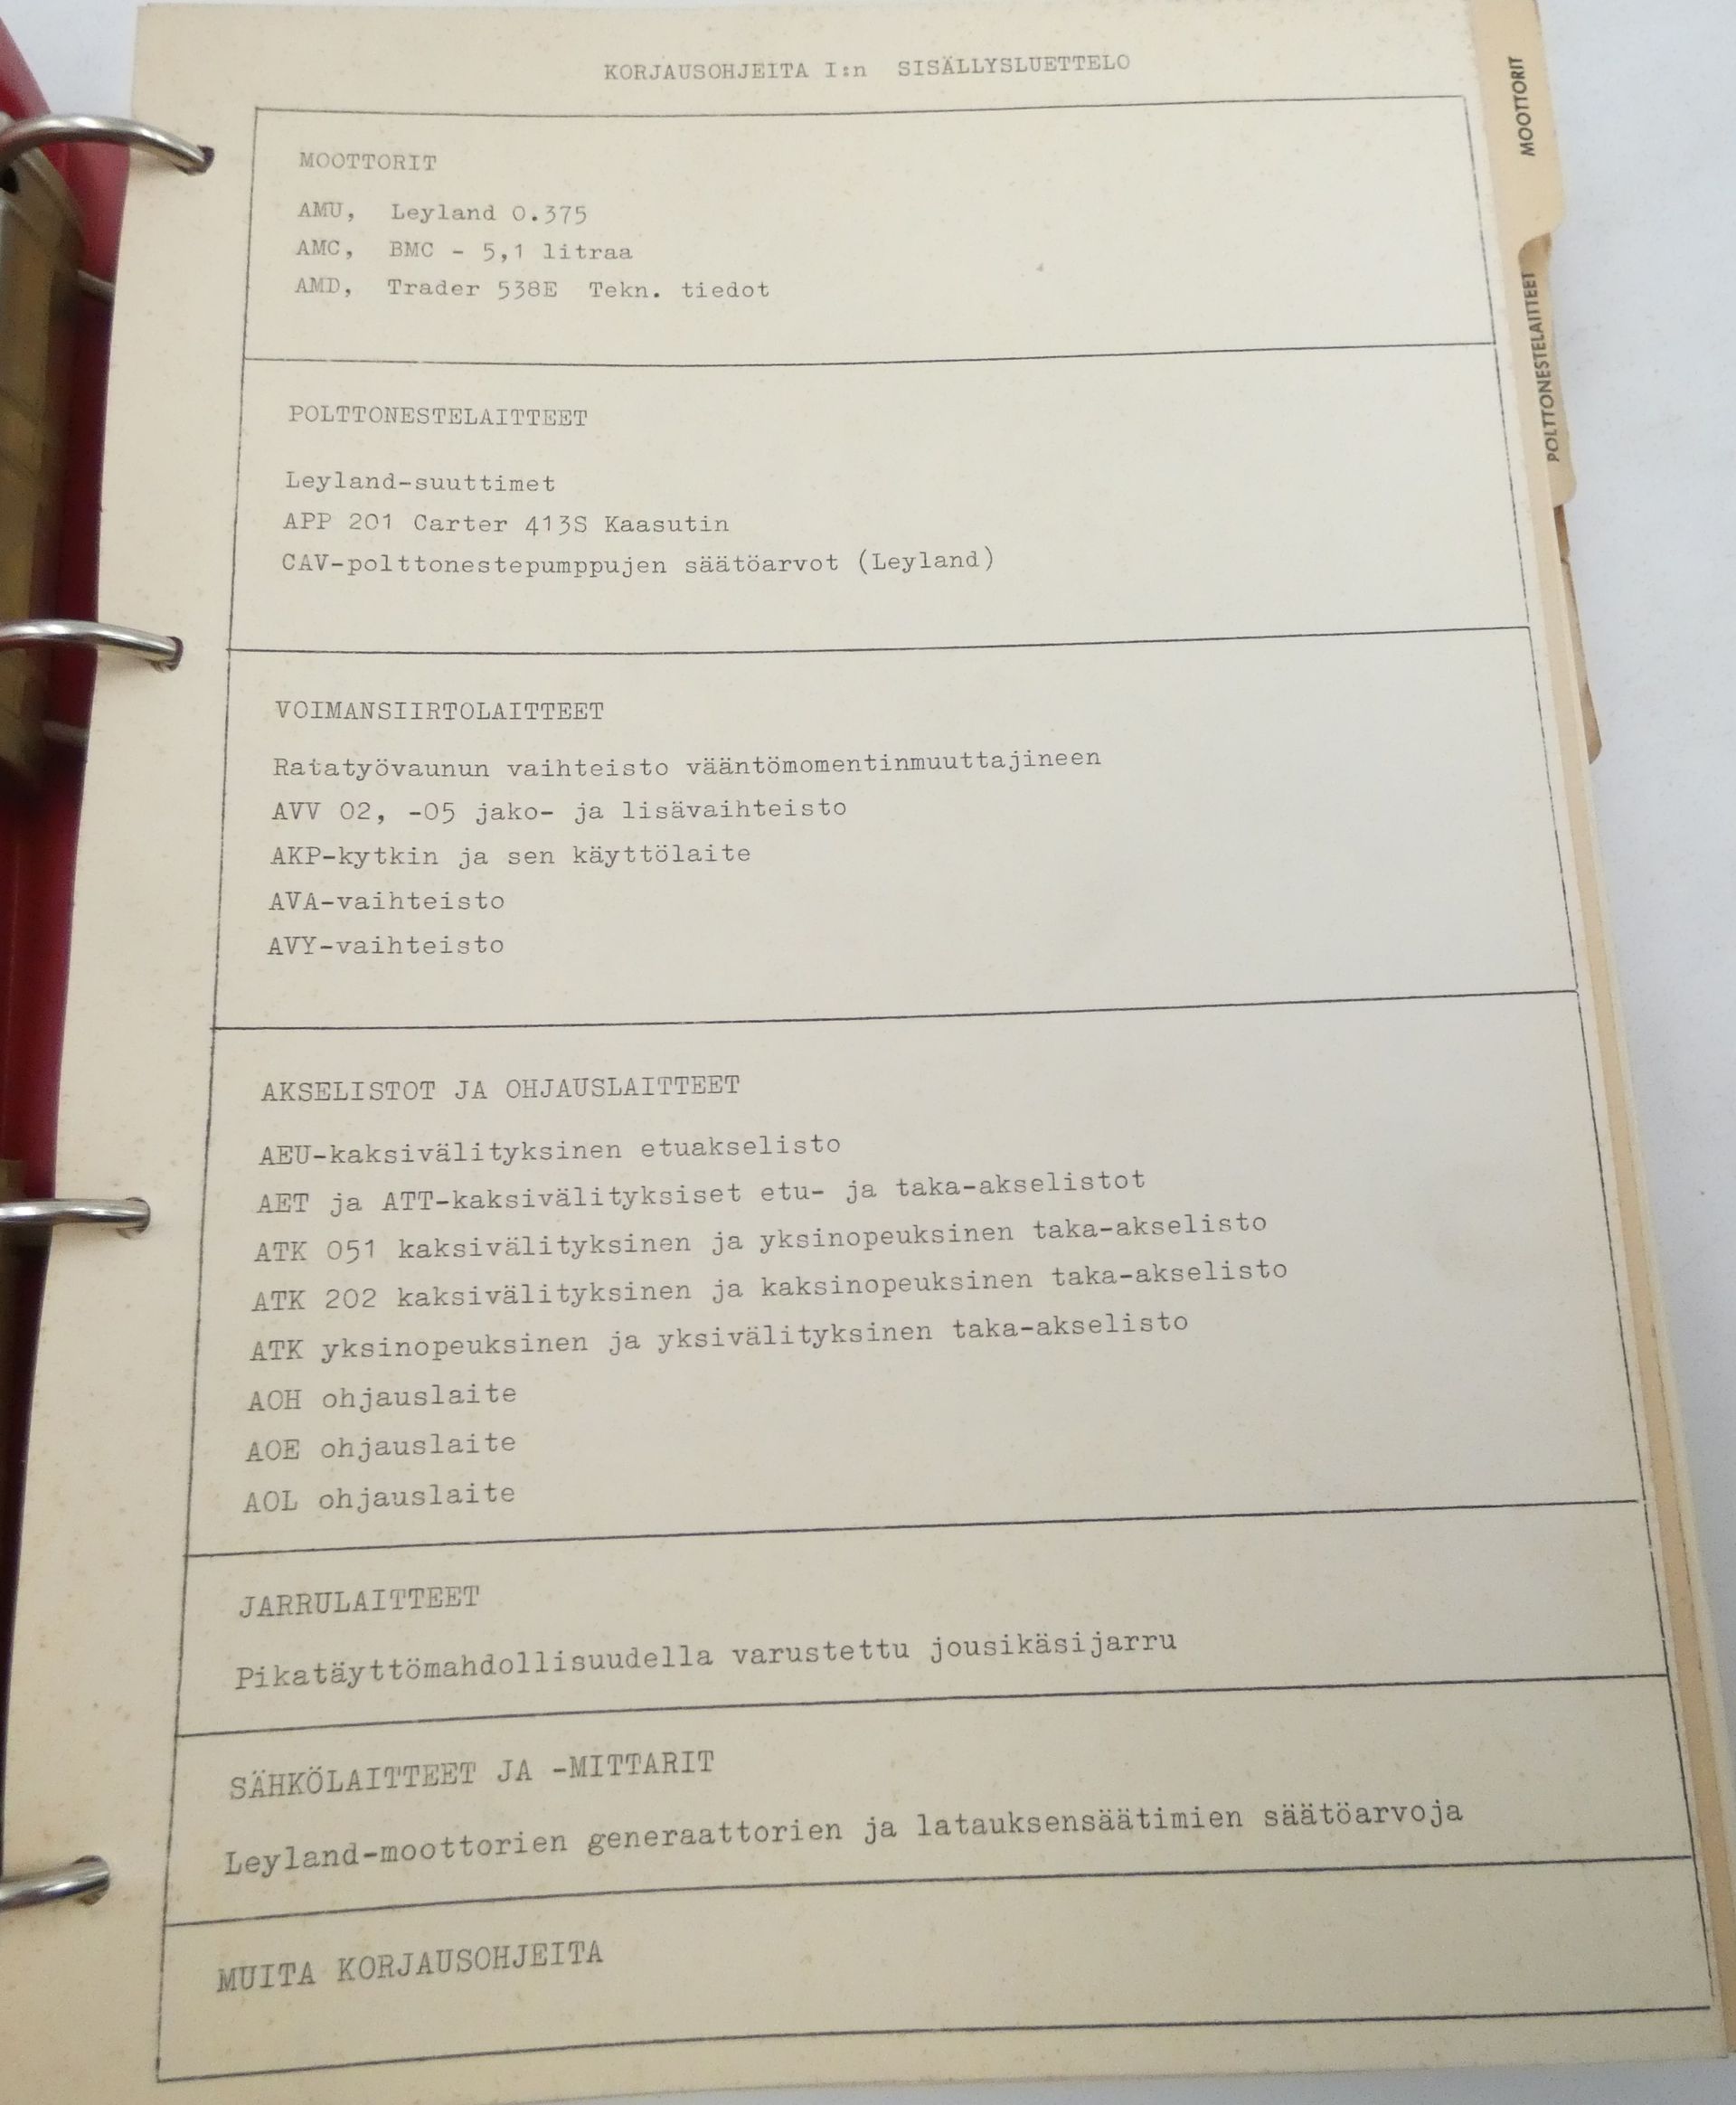 KORJAUSOHJEITA I:n SISÄLLYSLUETTELO
MOOTTORIT
AMU, Leyland 0.375
AMC, BMC - 5,1 litraa
AMD, Trader 538E Tekn. tiedot
POLTTONESTELAITTEET
Leyland-suuttimet
APP 201 Carter 413S Kaasutin
CAV-polttonestepumppujen säätöarvot (Leyland)
VOIMANSIIRTOLAITTEET
Ratatyövaunun vaihteisto vääntömomentinmuuttajineen
AVV 02, -05 jako- ja lisävaihteisto
AKP-kytkin ja sen käyttölaite
AVA-vaihteisto
AVY-vaihteisto
AKSELISTOT JA OHJAUSLAITTEET
AEU-kaksivälityksinen etuakselisto
AET ja ATT-kaksivälityksiset etu- ja taka-akselistot
ATK 051 kaksivälityksinen ja yksinopeuksinen taka-akselisto
ATK 202 kaksivälityksinen ja kaksinopeuksinen taka-akselisto
ATK yksinopeuksinen ja yksivälityksinen taka-akselisto
AOH ohjauslaite
AOE ohjauslaite
AOL ohjauslaite
JARRULAITTEET
Pikatäyttömahdollisuudella varustettu jousikäsijarru
SÄHKÖLAITTEET JA -MITTARIT
Leyland-moottorien generaattorien ja latauksensäätimien säätöarvoja
MUITA KORJAUSOHJEITA
MOOTTORIT
POLTTONESTELAITTEET